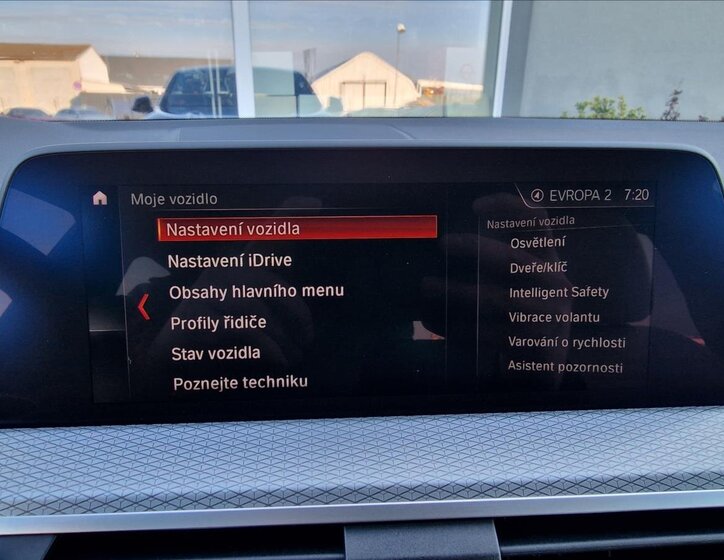 Moje vozidlo
EVROPA 2 7:20
Nastavení vozidla
Nastavení iDrive
Obsahy hlavního menu
Profily řidiče
Stav vozidla
Poznejte techniku
Nastavení vozidla
Osvětlení
Dveře/klíč
Intelligent Safety
Vibrace volantu
Varování o rychlosti
Asistent pozornosti